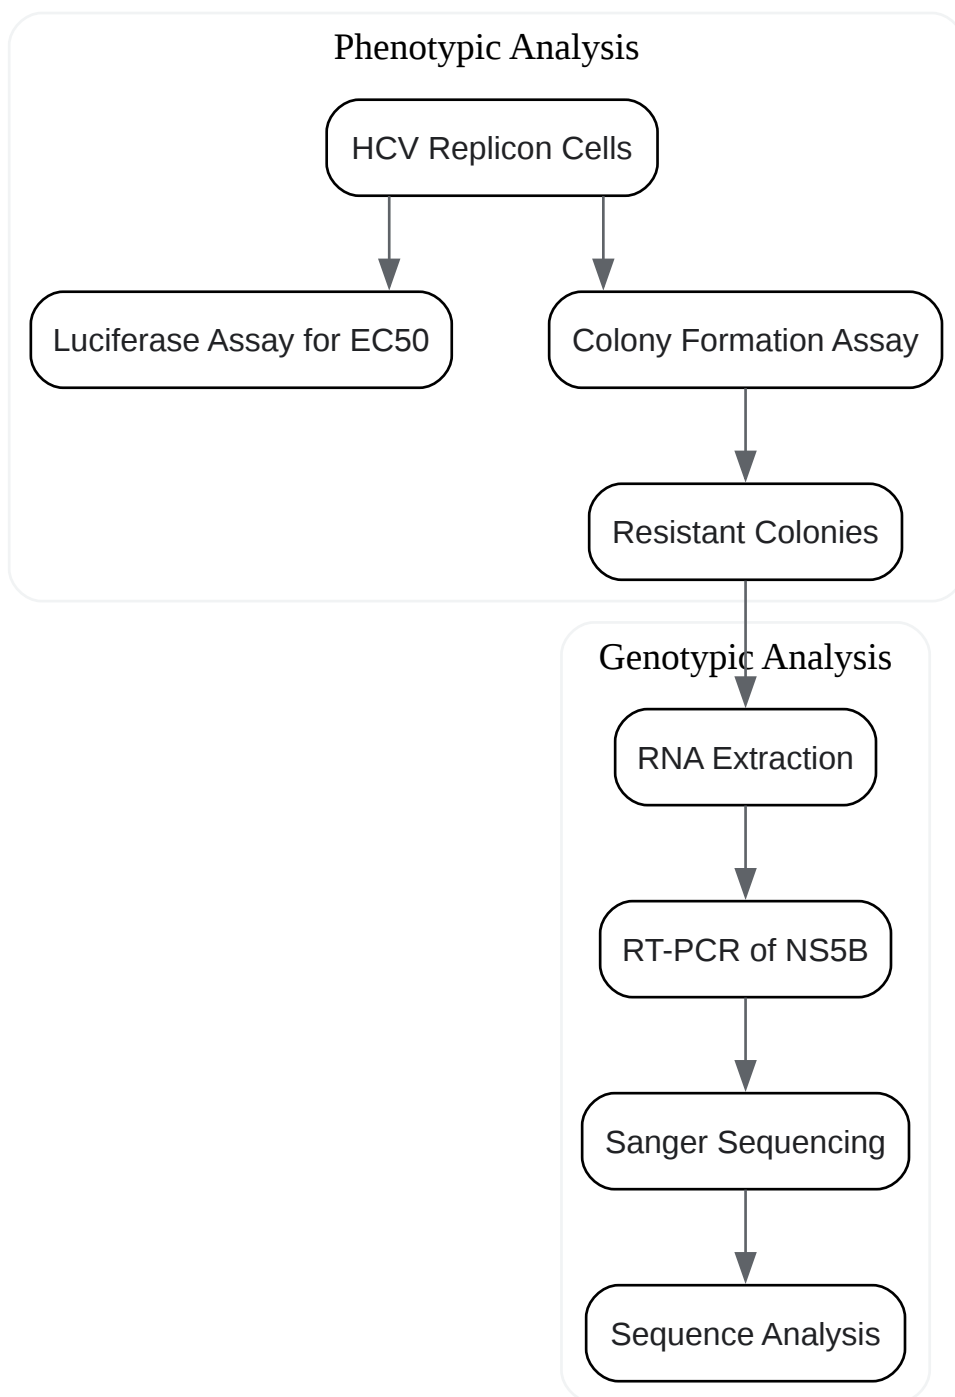 Phenotypic Analysis
HCV Replicon Cells
Luciferase Assay for EC50
Colony Formation Assay
Resistant Colonies
Genotypic Analysis
RNA Extraction
RT-PCR of NS5B
Sanger Sequencing
Sequence Analysis